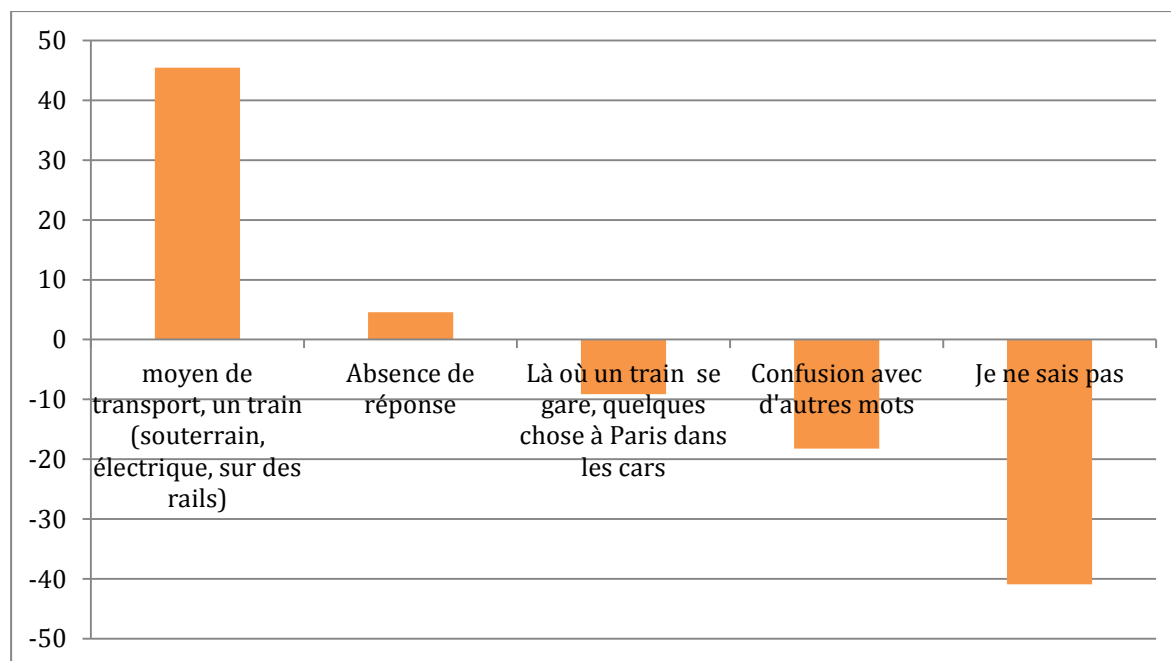 50
40
30
20
10
0
-10
-20
-30
-40
-50
moyen de
transport, un train
(souterrain,
électrique, sur des
rails)
Absence de
réponse
Là où un train se
gare, quelques
chose à Paris dans
les cars
Confusion avec
d'autres mots
Je ne sais pas